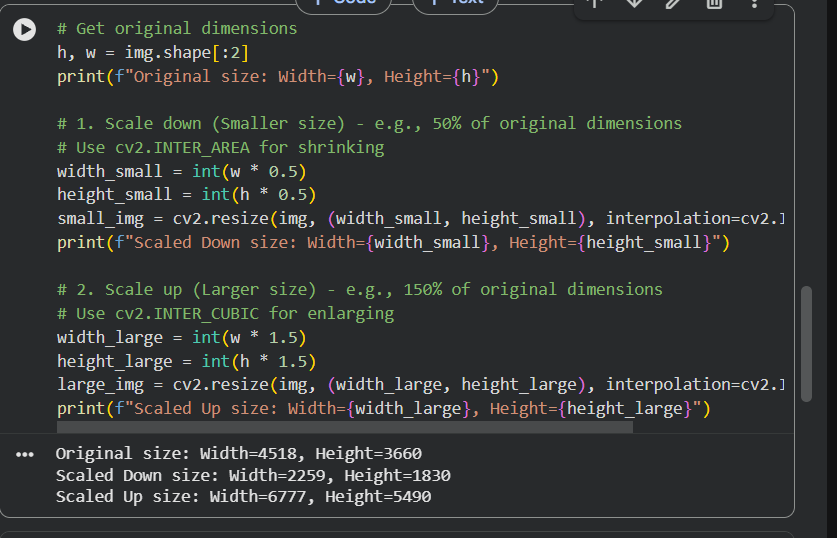 Code
Text
# Get original dimensions
h, w = img.shape[:2]
print(f"Original size: Width={w}, Height={h}")
# 1. Scale down (Smaller size) - e.g., 50% of original dimensions
# Use cv2.INTER_AREA for shrinking
width_small = int(w * 0.5)
height_small = int(h * 0.5)
small_img = cv2.resize(img, (width_small, height_small), interpolation=cv2.I
print(f"Scaled Down size: Width={width_small}, Height={height_small}")
# 2. Scale up (Larger size) - e.g., 150% of original dimensions
# Use cv2.INTER_CUBIC for enlarging
width_large = int(w * 1.5)
height_large = int(h * 1.5)
large_img = cv2.resize(img, (width_large, height_large), interpolation=cv2.I
print(f"Scaled Up size: Width={width_large}, Height={height_large}")
Original size: Width=4518, Height=3660
Scaled Down size: Width=2259, Height=1830
Scaled Up size: Width=6777, Height=5490